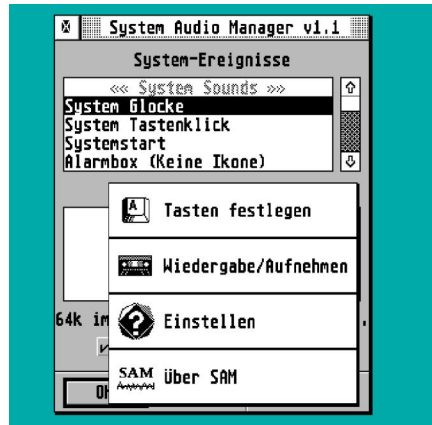 System Audio Manager v1.1
System-Ereignisse
«« System Sounds »»
System Glocke
System Tastenklick
Systemstart
Alarmbox (Keine Ikone)
A Tasten festlegen
Wiedergabe/Aufnehmen
64k
? Einstellen
SAM Über SAM